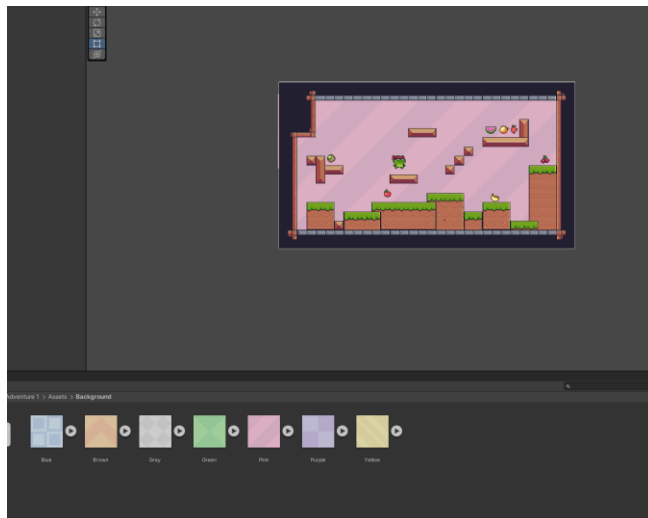 Adventure 1 > Assets > Background
Blue Brown Gray Green Pink Purple Yellow